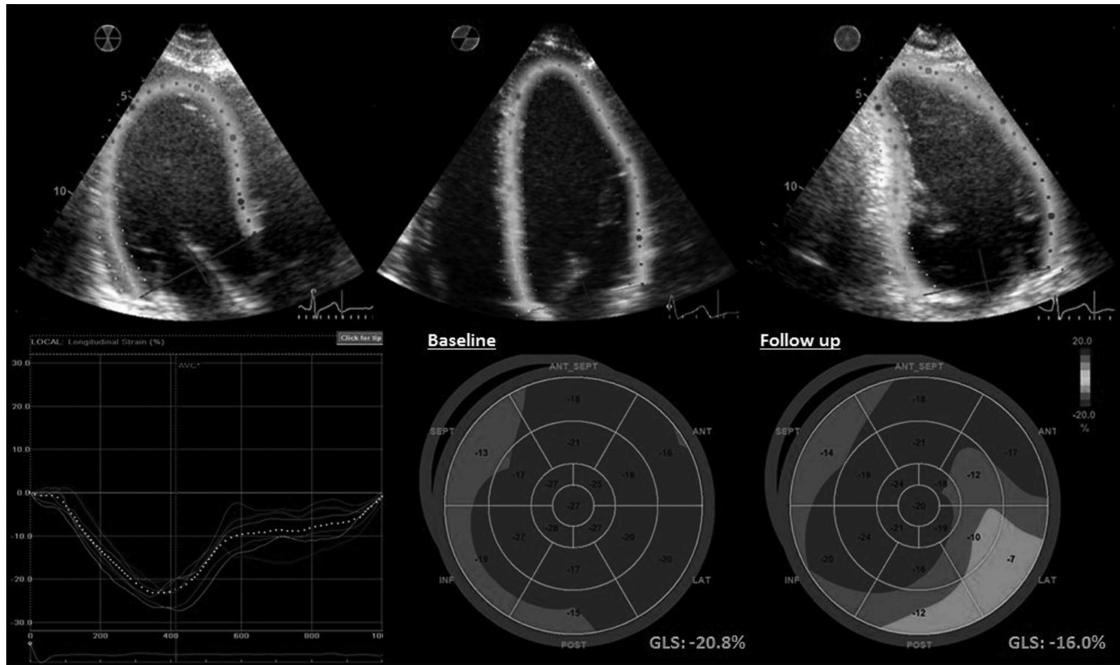 5
10
5
10
LOCAL: Longitudinal Strain (%)
Click for tip
AVC*
30.0
20.0
10.0
0.0
-10.0
-20.0
-30.0
0
200
400
600
800
Baseline
ANT_SEPT
SEPT
ANT
INF
LAT
POST
-18
-13
-21
-16
-17
-27
-25
-27
-28
-27
-19
-20
-20
-17
-15
GLS: -20.8%
Follow up
20.0
-20.0
%
ANT_SEPT
SEPT
ANT
INF
LAT
POST
-18
-14
-21
-17
-19
-12
-24
-18
-20
-21
-19
-20
-24
-10
-7
-16
-12
GLS: -16.0%